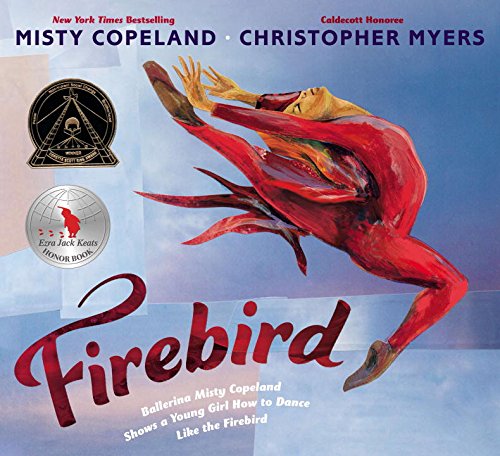 New York Times Bestselling
Caldecott Honoree
MISTY COPELAND · CHRISTOPHER MYERS
WINNER
Ezra Jack Keats
HONOR BOOK
Firebird
Ballerina Misty Copeland
Shows a Young Girl How to Dance
Like the Firebird